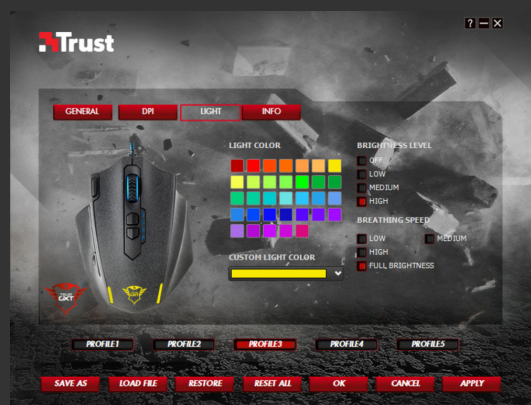 ? — X
Trust
GENERAL DPI LIGHT INFO
LIGHT COLOR
BRIGHTNESS LEVEL
OFF
LOW
MEDIUM
HIGH
BREATHING SPEED
LOW MEDIUM
HIGH
FULL BRIGHTNESS
CUSTOM LIGHT COLOR
TRUST
GXT
PROFILE1 PROFILE2 PROFILE3 PROFILE4 PROFILE5
SAVE AS LOAD FILE RESTORE RESET ALL OK CANCEL APPLY